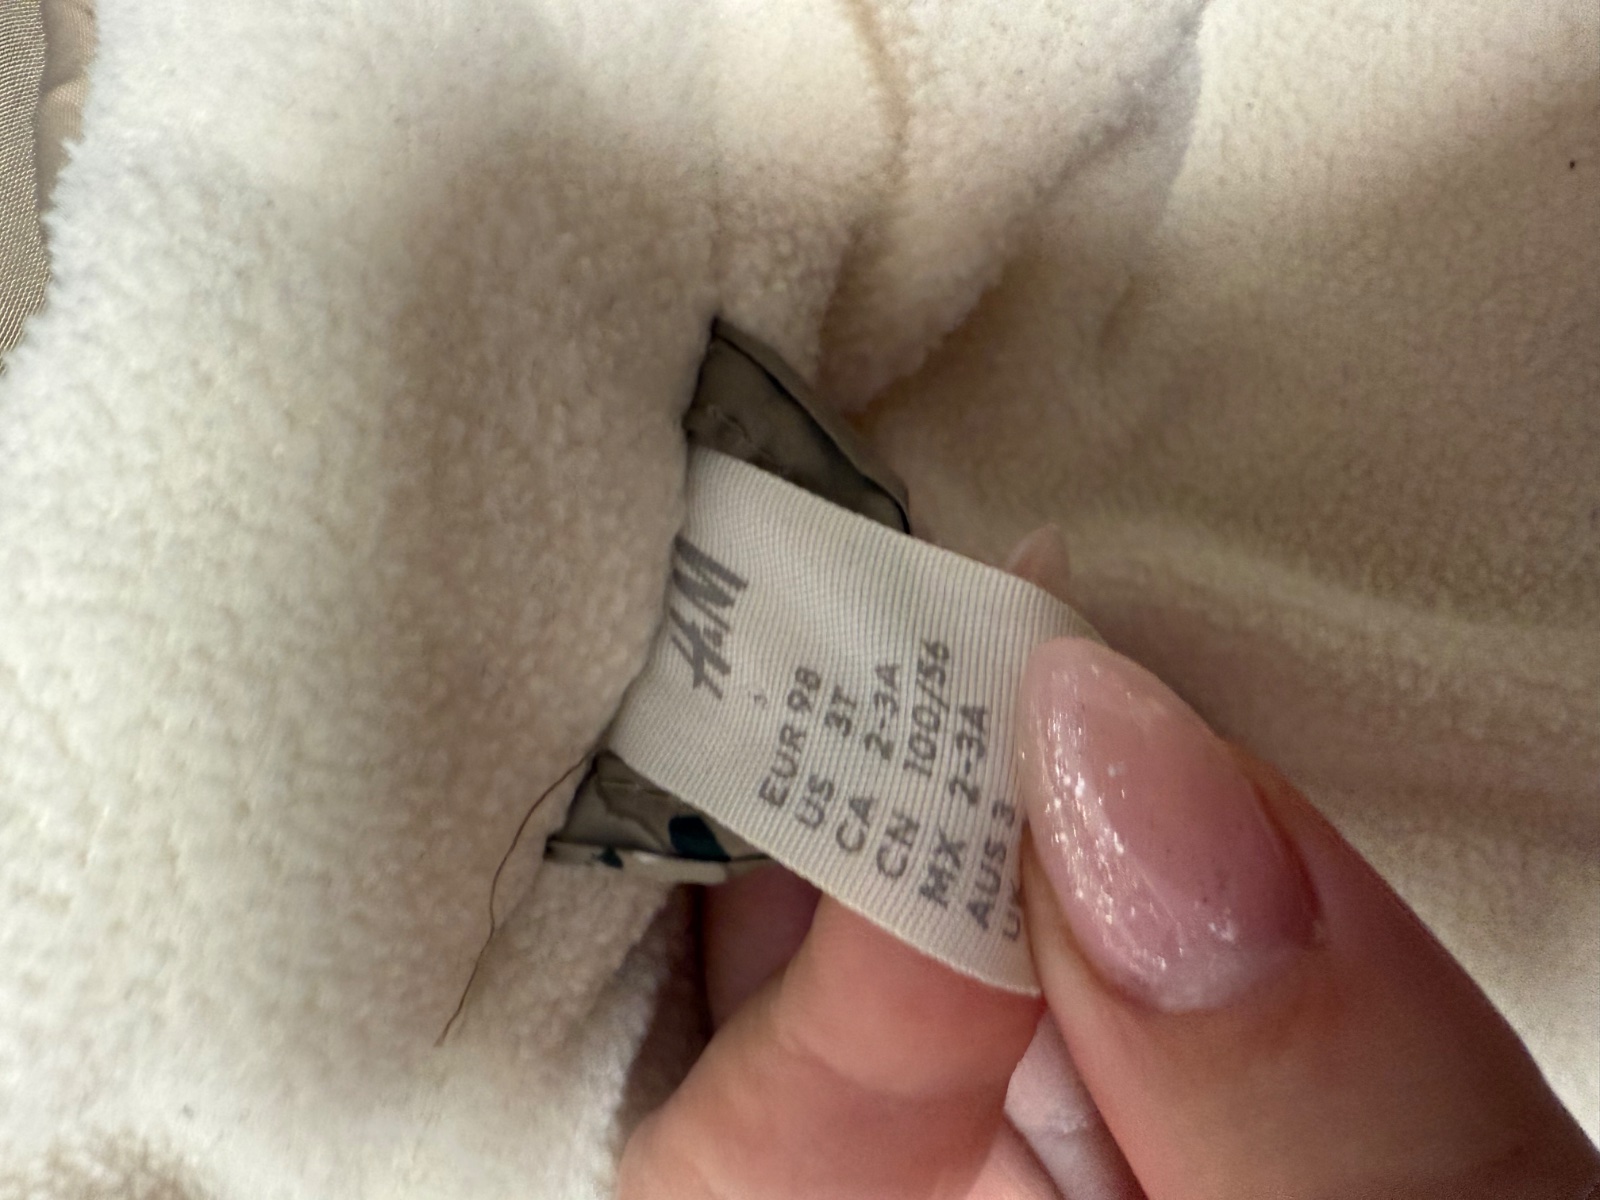 H&M
EUR 98
US 3T
CA 2-3A
CN 100/56
MX 2-3A
AUS 3